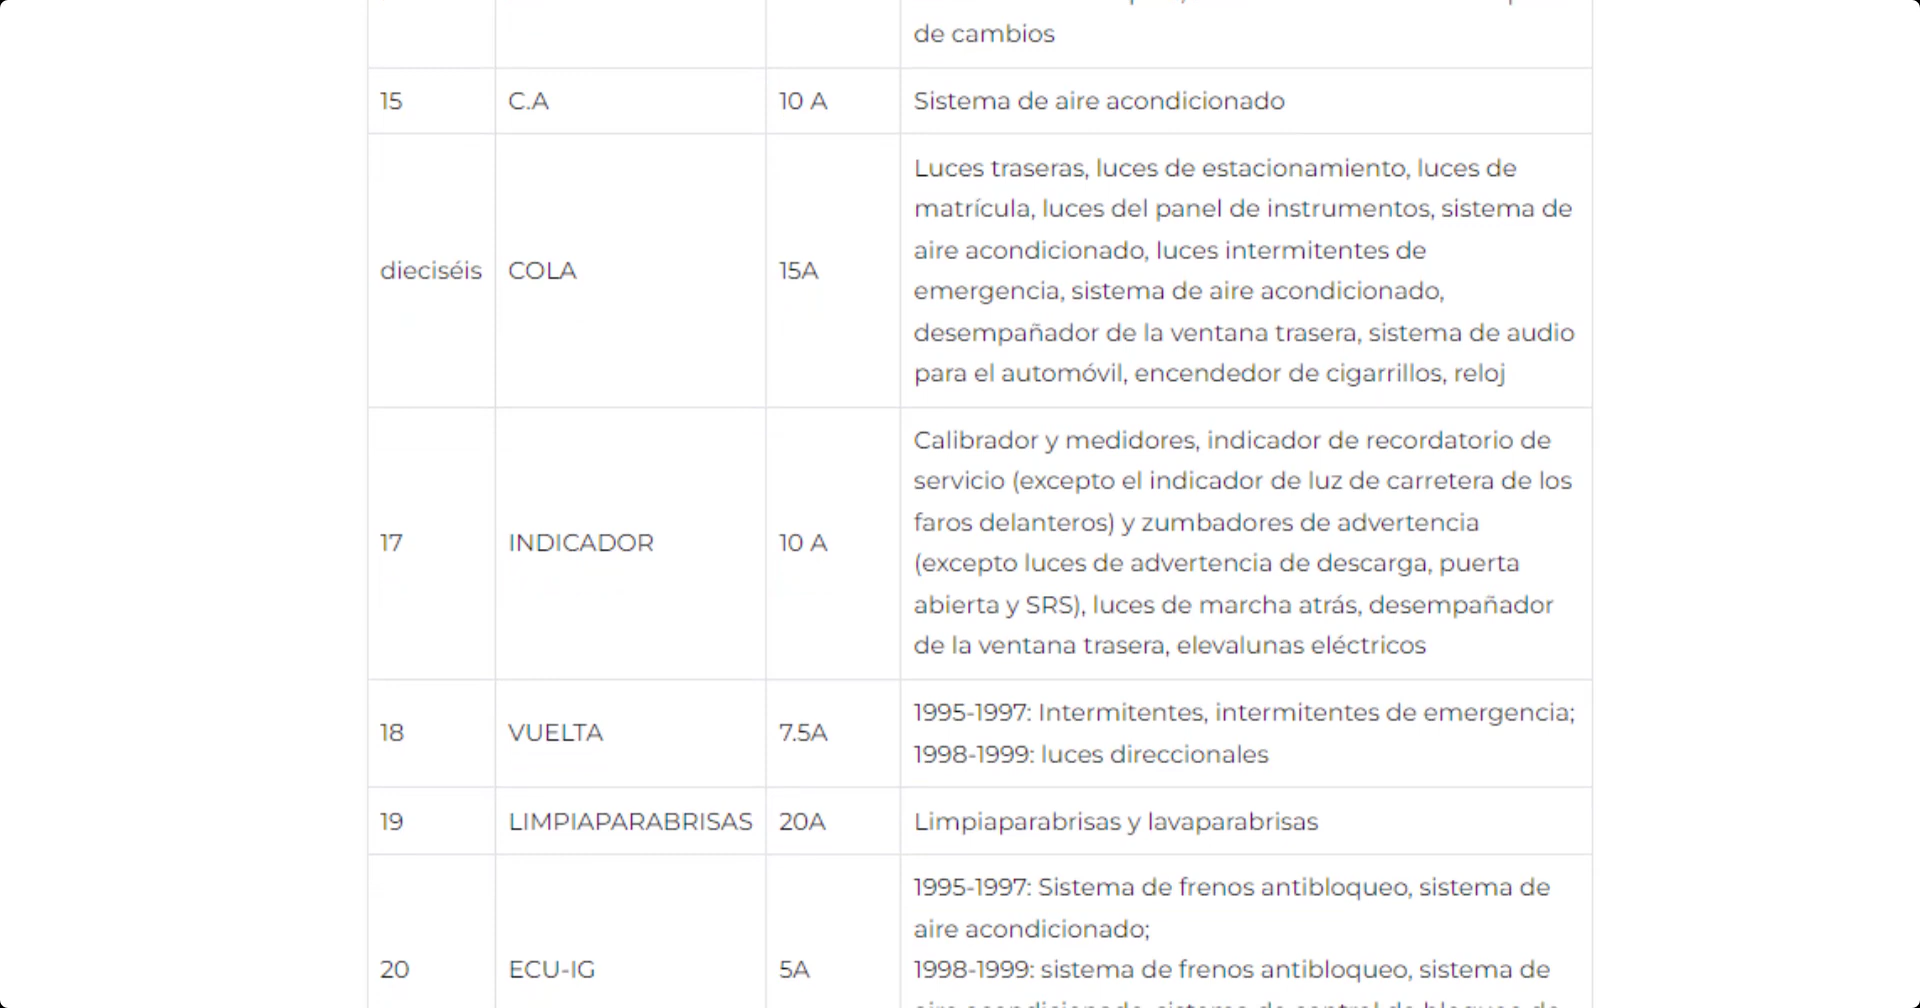 de cambios
15 C.A 10 A Sistema de aire acondicionado
Luces traseras, luces de estacionamiento, luces de
matrícula, luces del panel de instrumentos, sistema de
aire acondicionado, luces intermitentes de
dieciséis COLA 15A
emergencia, sistema de aire acondicionado,
desempañador de la ventana trasera, sistema de audio
para el automóvil, encendedor de cigarrillos, reloj
Calibrador y medidores, indicador de recordatorio de
servicio (excepto el indicador de luz de carretera de los
faros delanteros) y zumbadores de advertencia
17 INDICADOR 10 A
(excepto luces de advertencia de descarga, puerta
abierta y SRS), luces de marcha atrás, desempañador
de la ventana trasera, elevalunas eléctricos
18 VUELTA 7.5A
1995-1997: Intermitentes, intermitentes de emergencia;
1998-1999: luces direccionales
19 LIMPIAPARABRISAS 20A Limpiaparabrisas y lavaparabrisas
1995-1997: Sistema de frenos antibloqueo, sistema de
aire acondicionado;
20 ECU-IG 5A 1998-1999: sistema de frenos antibloqueo, sistema de